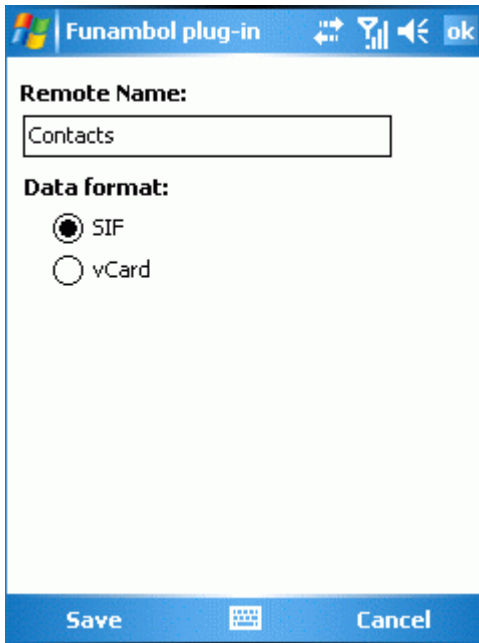 Funambol plug-in ok
Remote Name:
Contacts
Data format:
SIF
vCard
Save Cancel